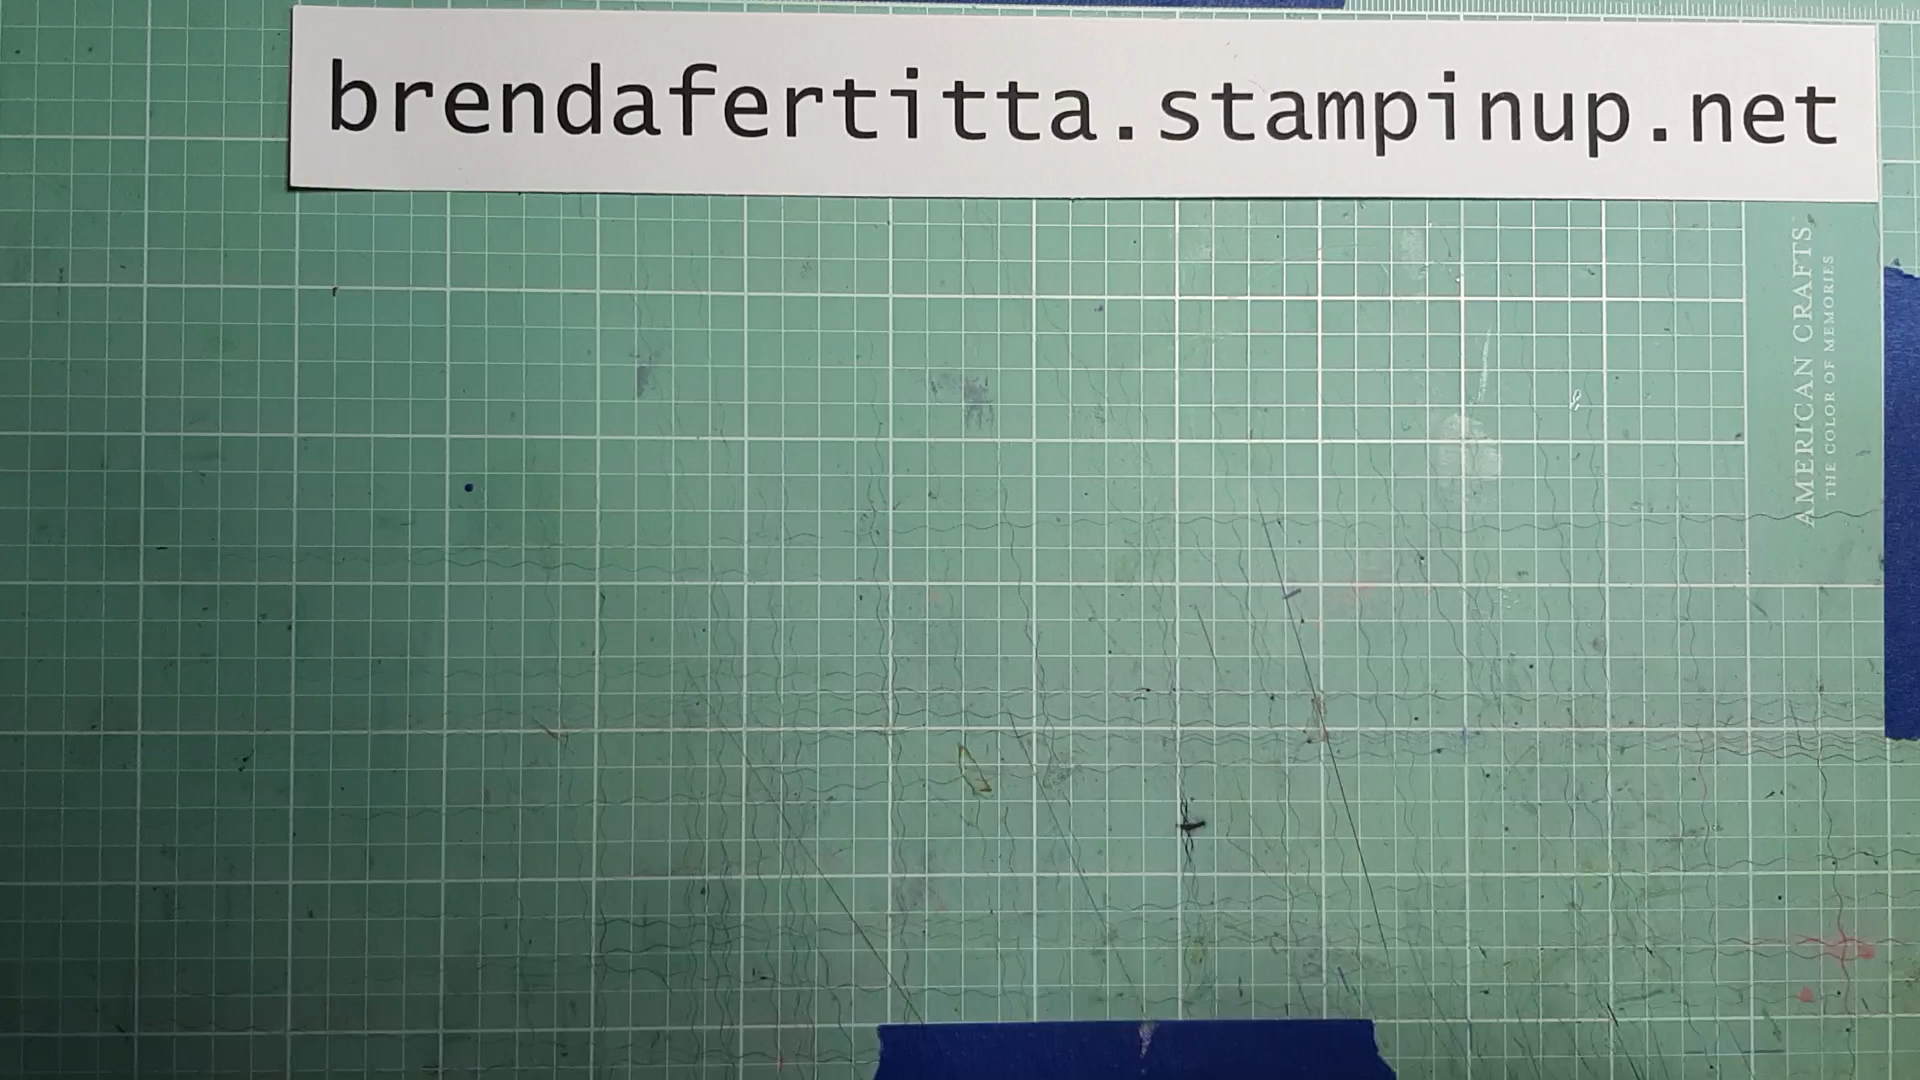 brendafertitta.stampinup.net
AMERICAN CRAFTS
THE COLOR OF MEMORIES